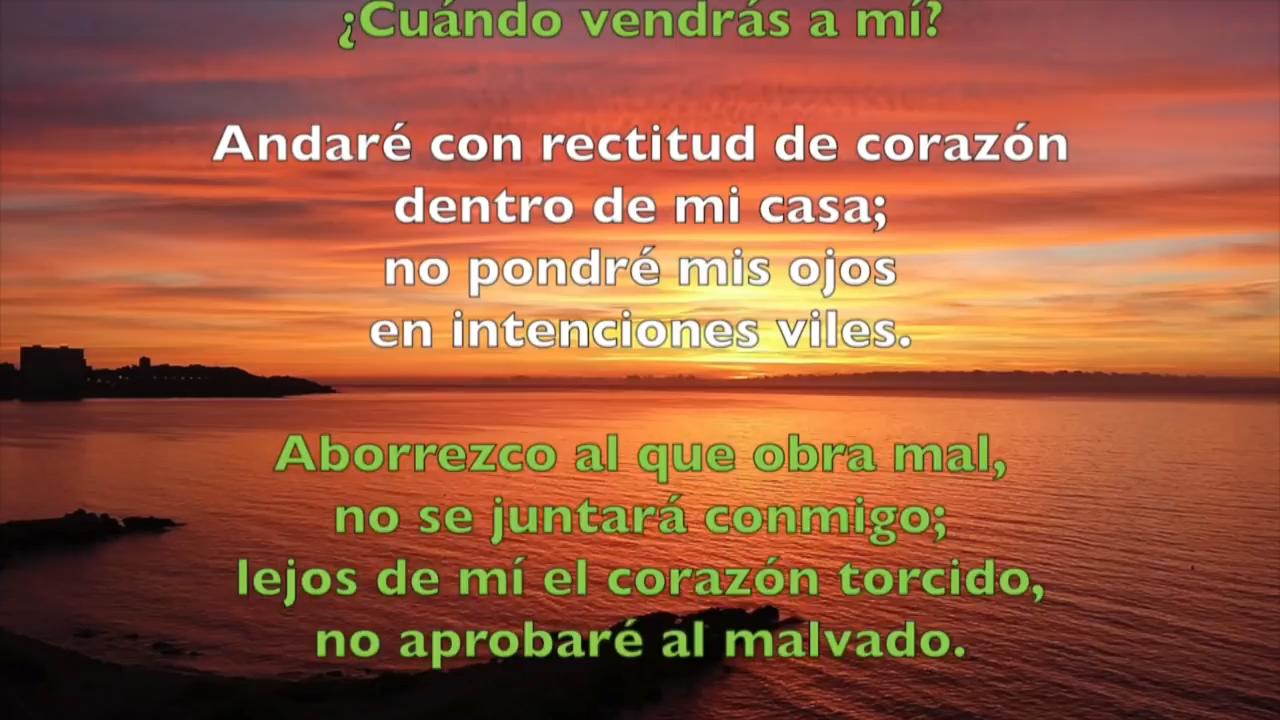 ¿Cuándo vendrás a mí?
Andaré con rectitud de corazón
dentro de mi casa;
no pondré mis ojos
en intenciones viles.
Aborrezco al que obra mal,
no se juntará conmigo;
lejos de mí el corazón torcido,
no aprobaré al malvado.